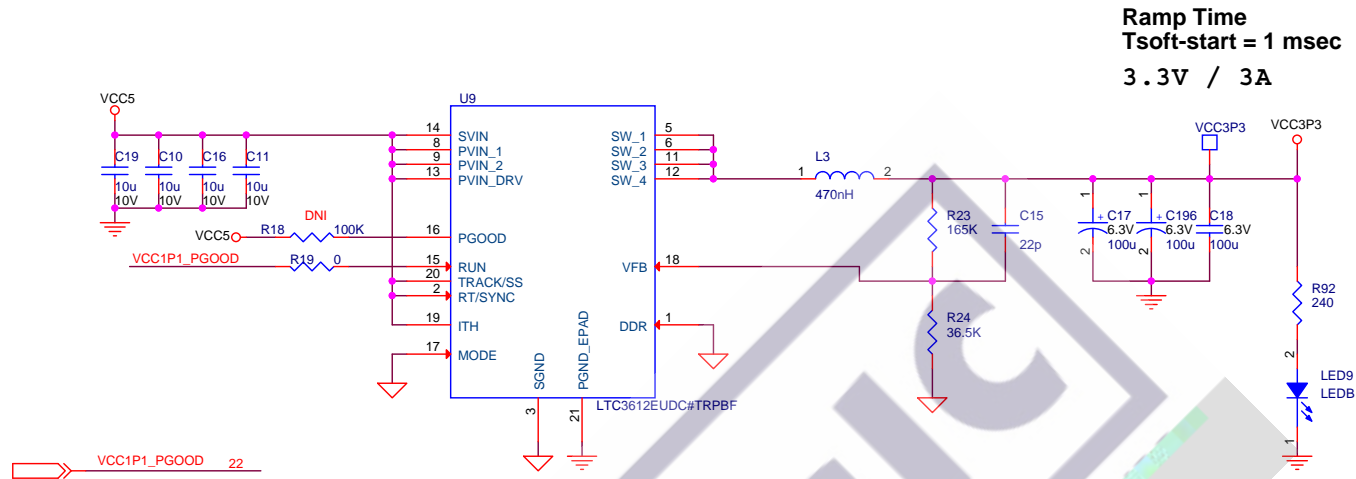 Ramp Time
Tsoft-start = 1 msec
3.3V / 3A
VCC5
U9
VCC3P3
VCC3P3
14
SVIN
SW_1
5
8
PVIN_1
SW_2
6
9
PVIN_2
SW_3
11
13
PVIN_DRV
SW_4
12
C19
C10
C16
C11
10u
10u
10u
10u
10V
10V
10V
10V
L3
1
2
470nH
DNI
VCC5
R18
100K
16
PGOOD
VCC1P1_PGOOD
R19
0
15
RUN
20
TRACK/SS
2
RT/SYNC
19
ITH
17
MODE
VFB
18
DDR
1
SGND
PGND_EPAD
3
21
LTC3612EUDC#TRPBF
R23
165K
C15
22p
R24
36.5K
1
+
C17
6.3V
100u
2
1
+
C196
6.3V
100u
2
C18
6.3V
100u
R92
240
2
LED9
LEDB
1
VCC1P1_PGOOD
22